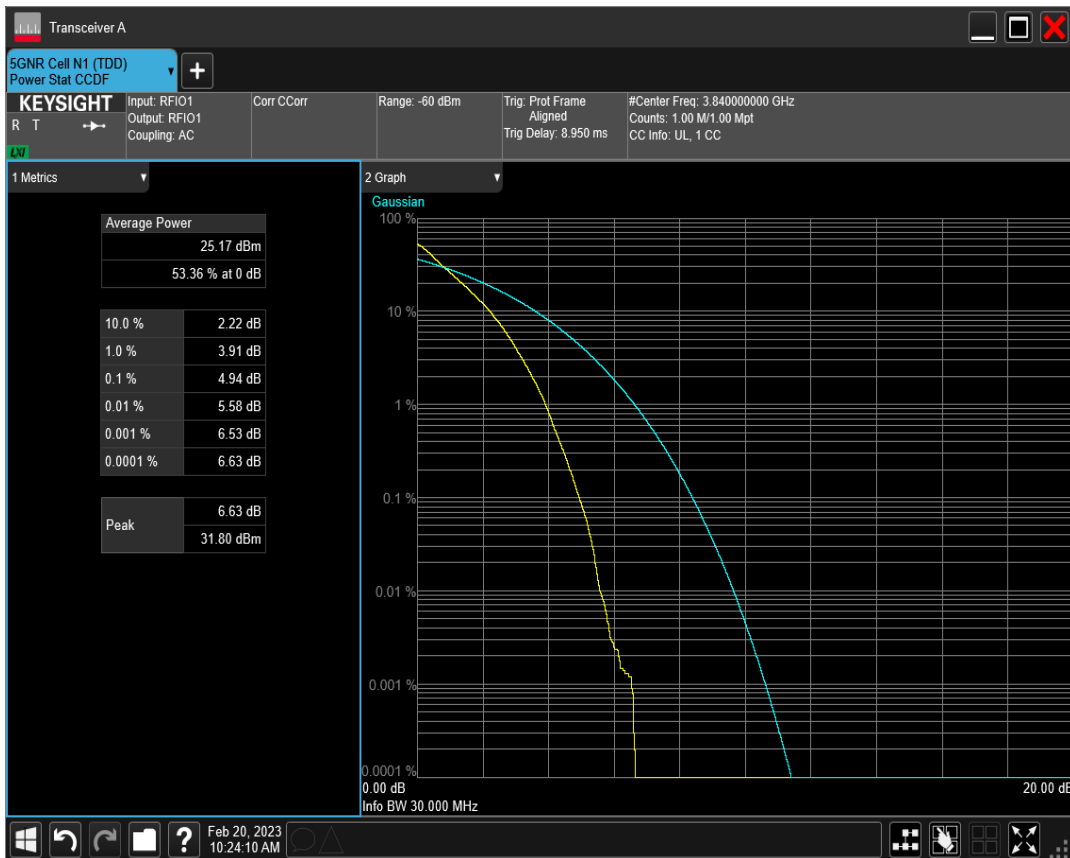 Transceiver A
5GNR Cell N1 (TDD)
Power Stat CCDF
KEYSIGHT
R T
LXI
Input: RFIO1
Output: RFIO1
Coupling: AC
Corr CCorr
Range: -60 dBm
Trig: Prot Frame
Aligned
Trig Delay: 8.950 ms
#Center Freq: 3.840000000 GHz
Counts: 1.00 M/1.00 Mpt
CC Info: UL, 1 CC
1 Metrics
Average Power
25.17 dBm
53.36 % at 0 dB
10.0 % 2.22 dB
1.0 % 3.91 dB
0.1 % 4.94 dB
0.01 % 5.58 dB
0.001 % 6.53 dB
0.0001 % 6.63 dB
Peak
6.63 dB
31.80 dBm
2 Graph
Gaussian
100 %
10 %
1 %
0.1 %
0.01 %
0.001 %
0.0001 %
0.00 dB 20.00 dB
Info BW 30.000 MHz
?
Feb 20, 2023
10:24:10 AM